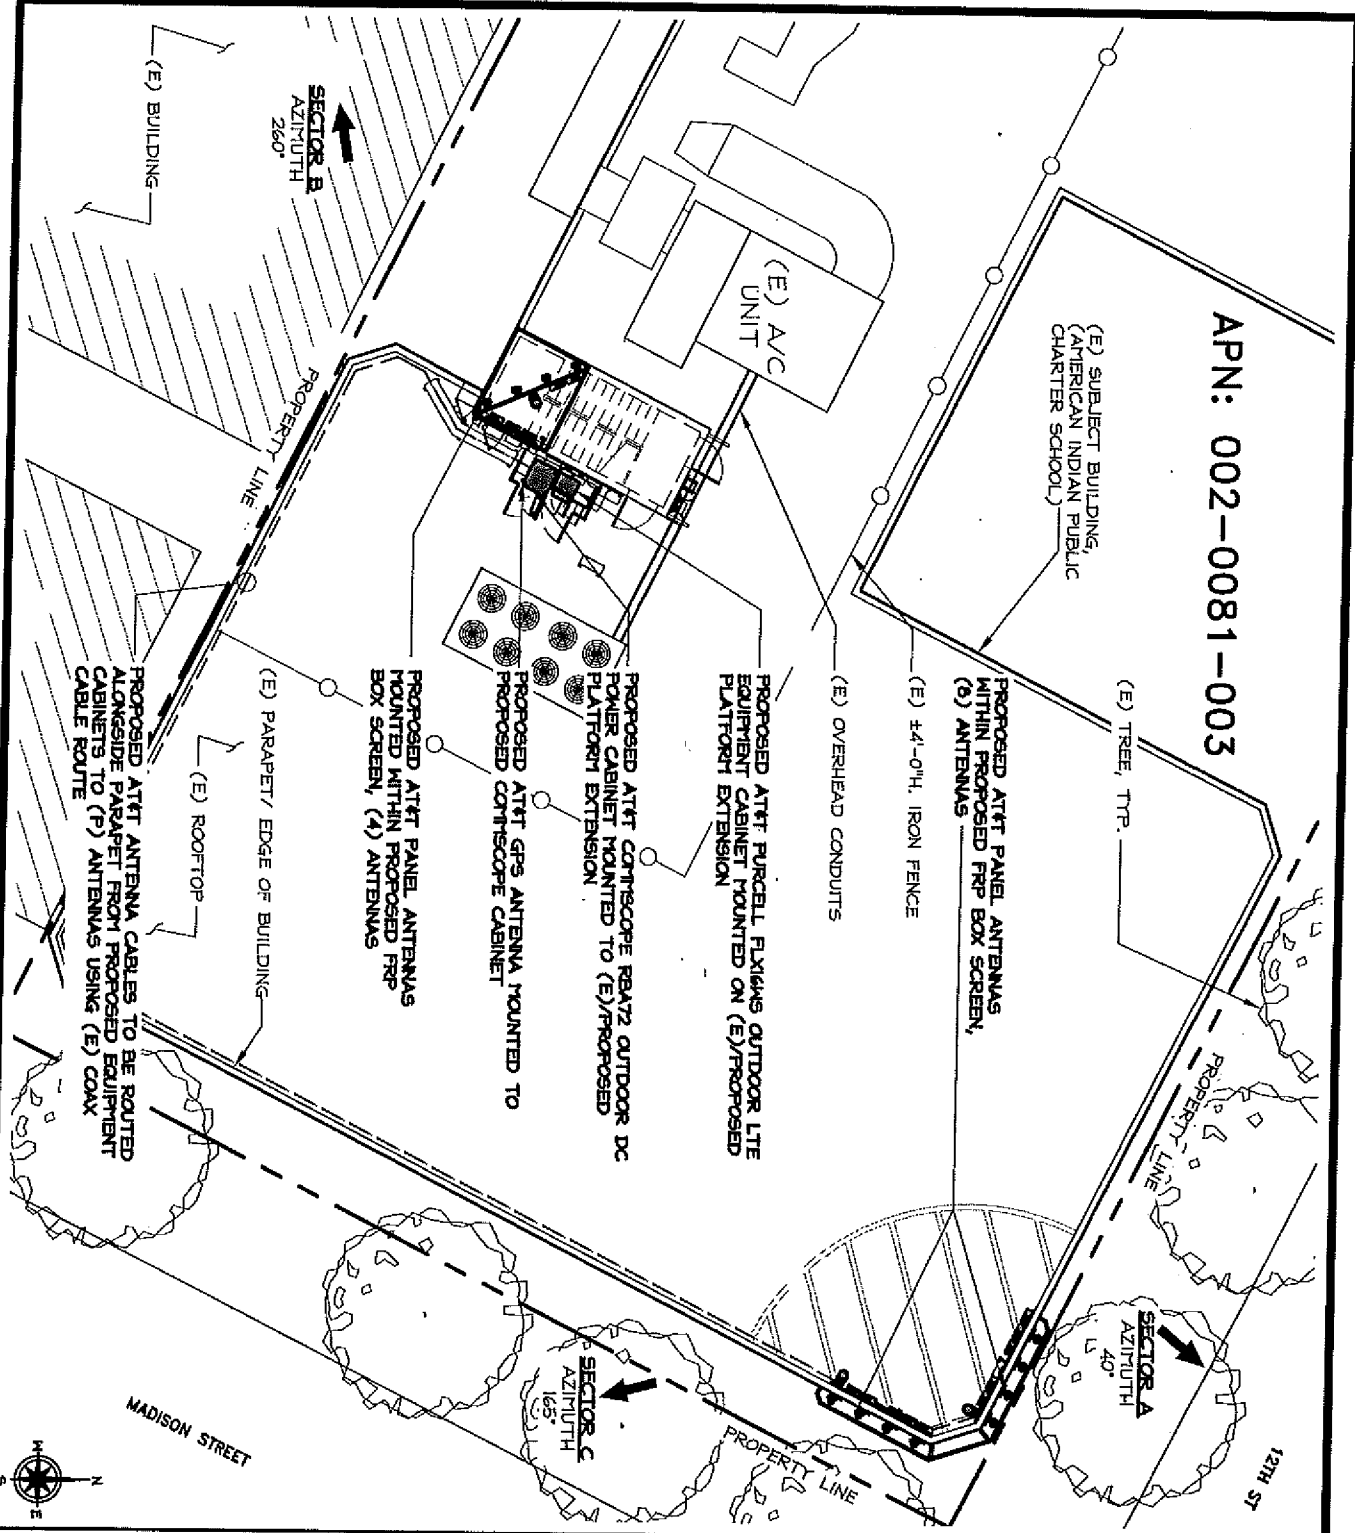 APN: 002-0081-003
(E) SUBJECT BUILDING,
(AMERICAN INDIAN PUBLIC
CHARTER SCHOOL)
(E) TREE, TYP.
PROPOSED AT&T PANEL ANTENNAS
WITHIN PROPOSED FRP BOX SCREEN,
(8) ANTENNAS
(E) ±4'-0"H. IRON FENCE
(E) OVERHEAD CONDUITS
PROPOSED AT&T PURCELL FLX16WS OUTDOOR LTE
EQUIPMENT CABINET MOUNTED ON (E)/PROPOSED
PLATFORM EXTENSION
PROPOSED AT&T COMMSCOPE RBA72 OUTDOOR DC
POWER CABINET MOUNTED TO (E)/PROPOSED
PLATFORM EXTENSION
PROPOSED AT&T GPS ANTENNA MOUNTED TO
PROPOSED COMMSCOPE CABINET
PROPOSED AT&T PANEL ANTENNAS
MOUNTED WITHIN PROPOSED FRP
BOX SCREEN, (4) ANTENNAS
(E) PARAPET/ EDGE OF BUILDING
(E) ROOFTOP
PROPOSED AT&T ANTENNA CABLES TO BE ROUTED
ALONGSIDE PARAPET FROM PROPOSED EQUIPMENT
CABINETS TO (P) ANTENNAS USING (E) COAX
CABLE ROUTE
(E) A/C
UNIT
SECTOR B
AZIMUTH
260°
(E) BUILDING
PROPERTY LINE
PROPERTY LINE
PROPERTY LINE
SECTOR A
AZIMUTH
40°
SECTOR C
AZIMUTH
165°
12TH ST
MADISON STREET
N
W
E
S